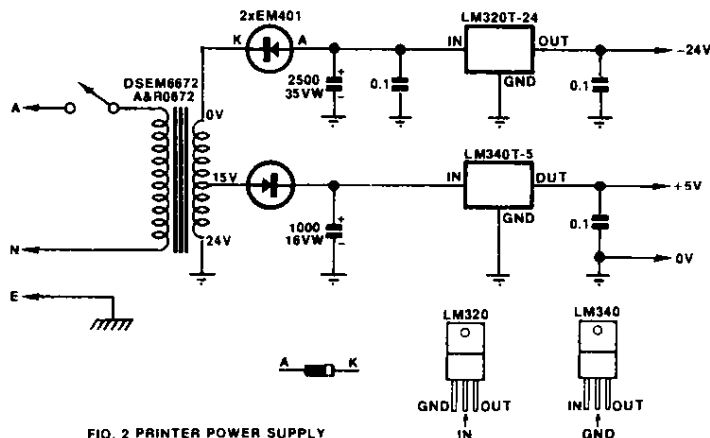 2xEM401
K
A
LM320T-24
IN
OUT
-24V
GND
2500
35VW
+
-
0.1
0.1
DSEM6672
A&R0672
A
0V
15V
24V
LM340T-5
IN
OUT
+5V
GND
1000
16VW
+
-
0.1
0V
N
E
A
K
LM320
GND
OUT
IN
LM340
IN
OUT
GND
FIG. 2 PRINTER POWER SUPPLY